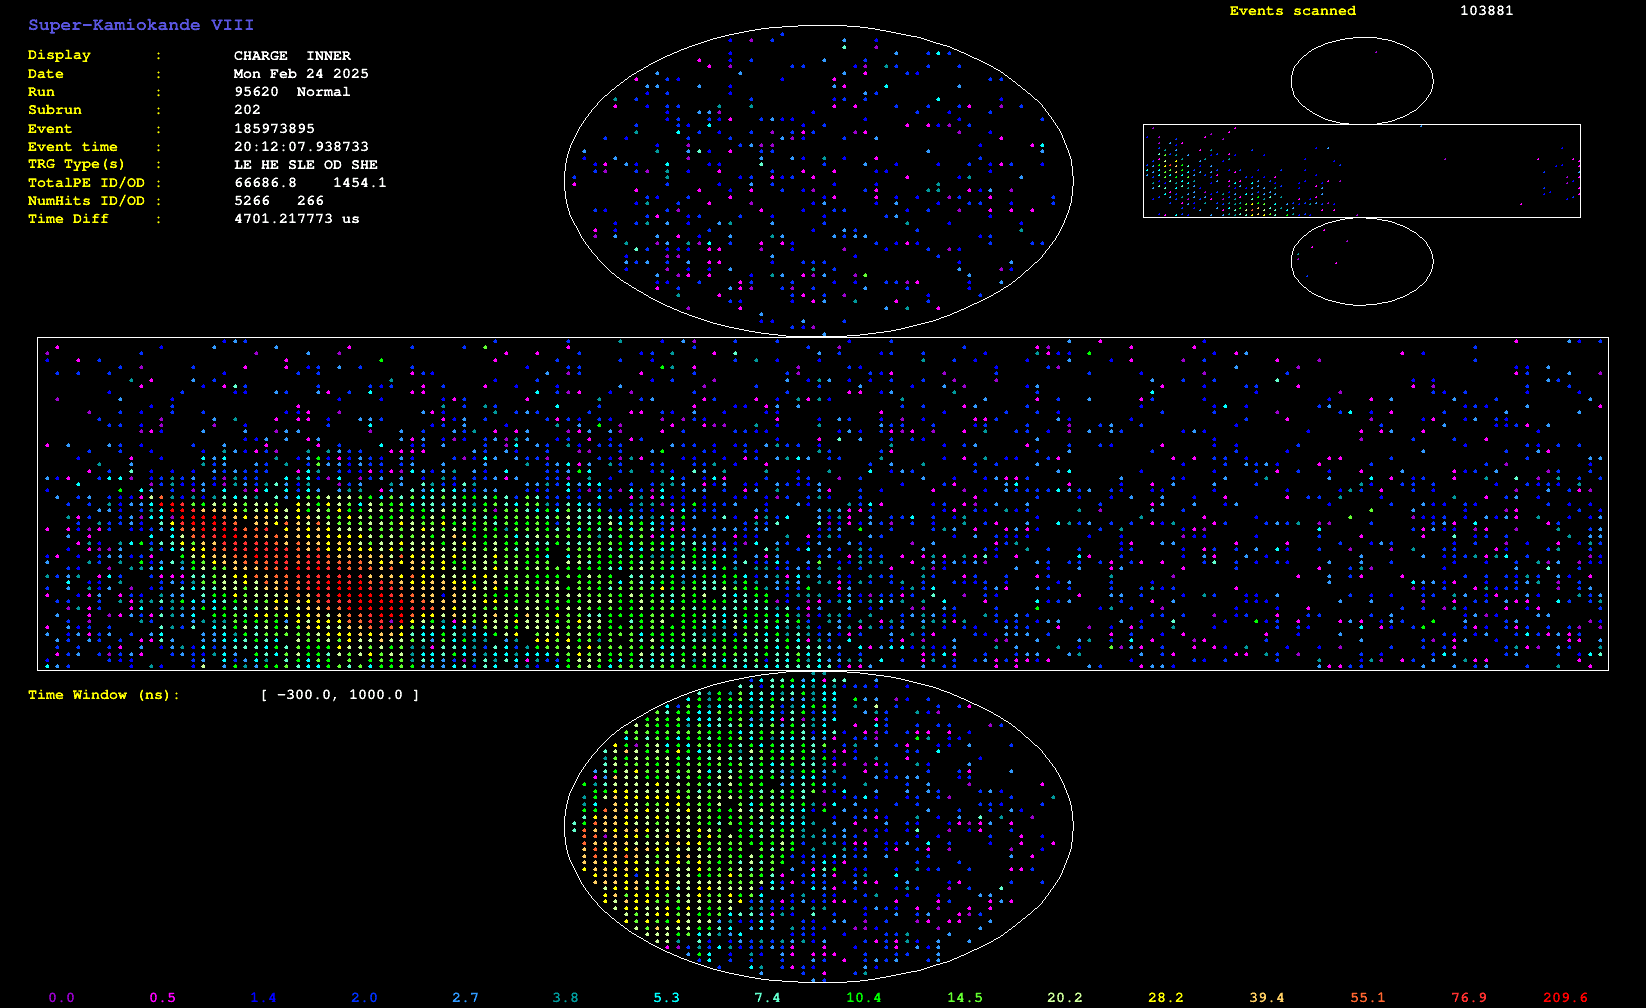 Super-Kamiokande VIII
Events scanned 103881
Display : CHARGE INNER
Date : Mon Feb 24 2025
Run : 95620 Normal
Subrun : 202
Event : 185973895
Event time : 20:12:07.938733
TRG Type(s) : LE HE SLE OD SHE
TotalPE ID/OD : 66686.8 1454.1
NumHits ID/OD : 5266 266
Time Diff : 4701.217773 us
Time Window (ns): [ -300.0, 1000.0 ]
0.0 0.5 1.4 2.0 2.7 3.8 5.3 7.4 10.4 14.5 20.2 28.2 39.4 55.1 76.9 209.6